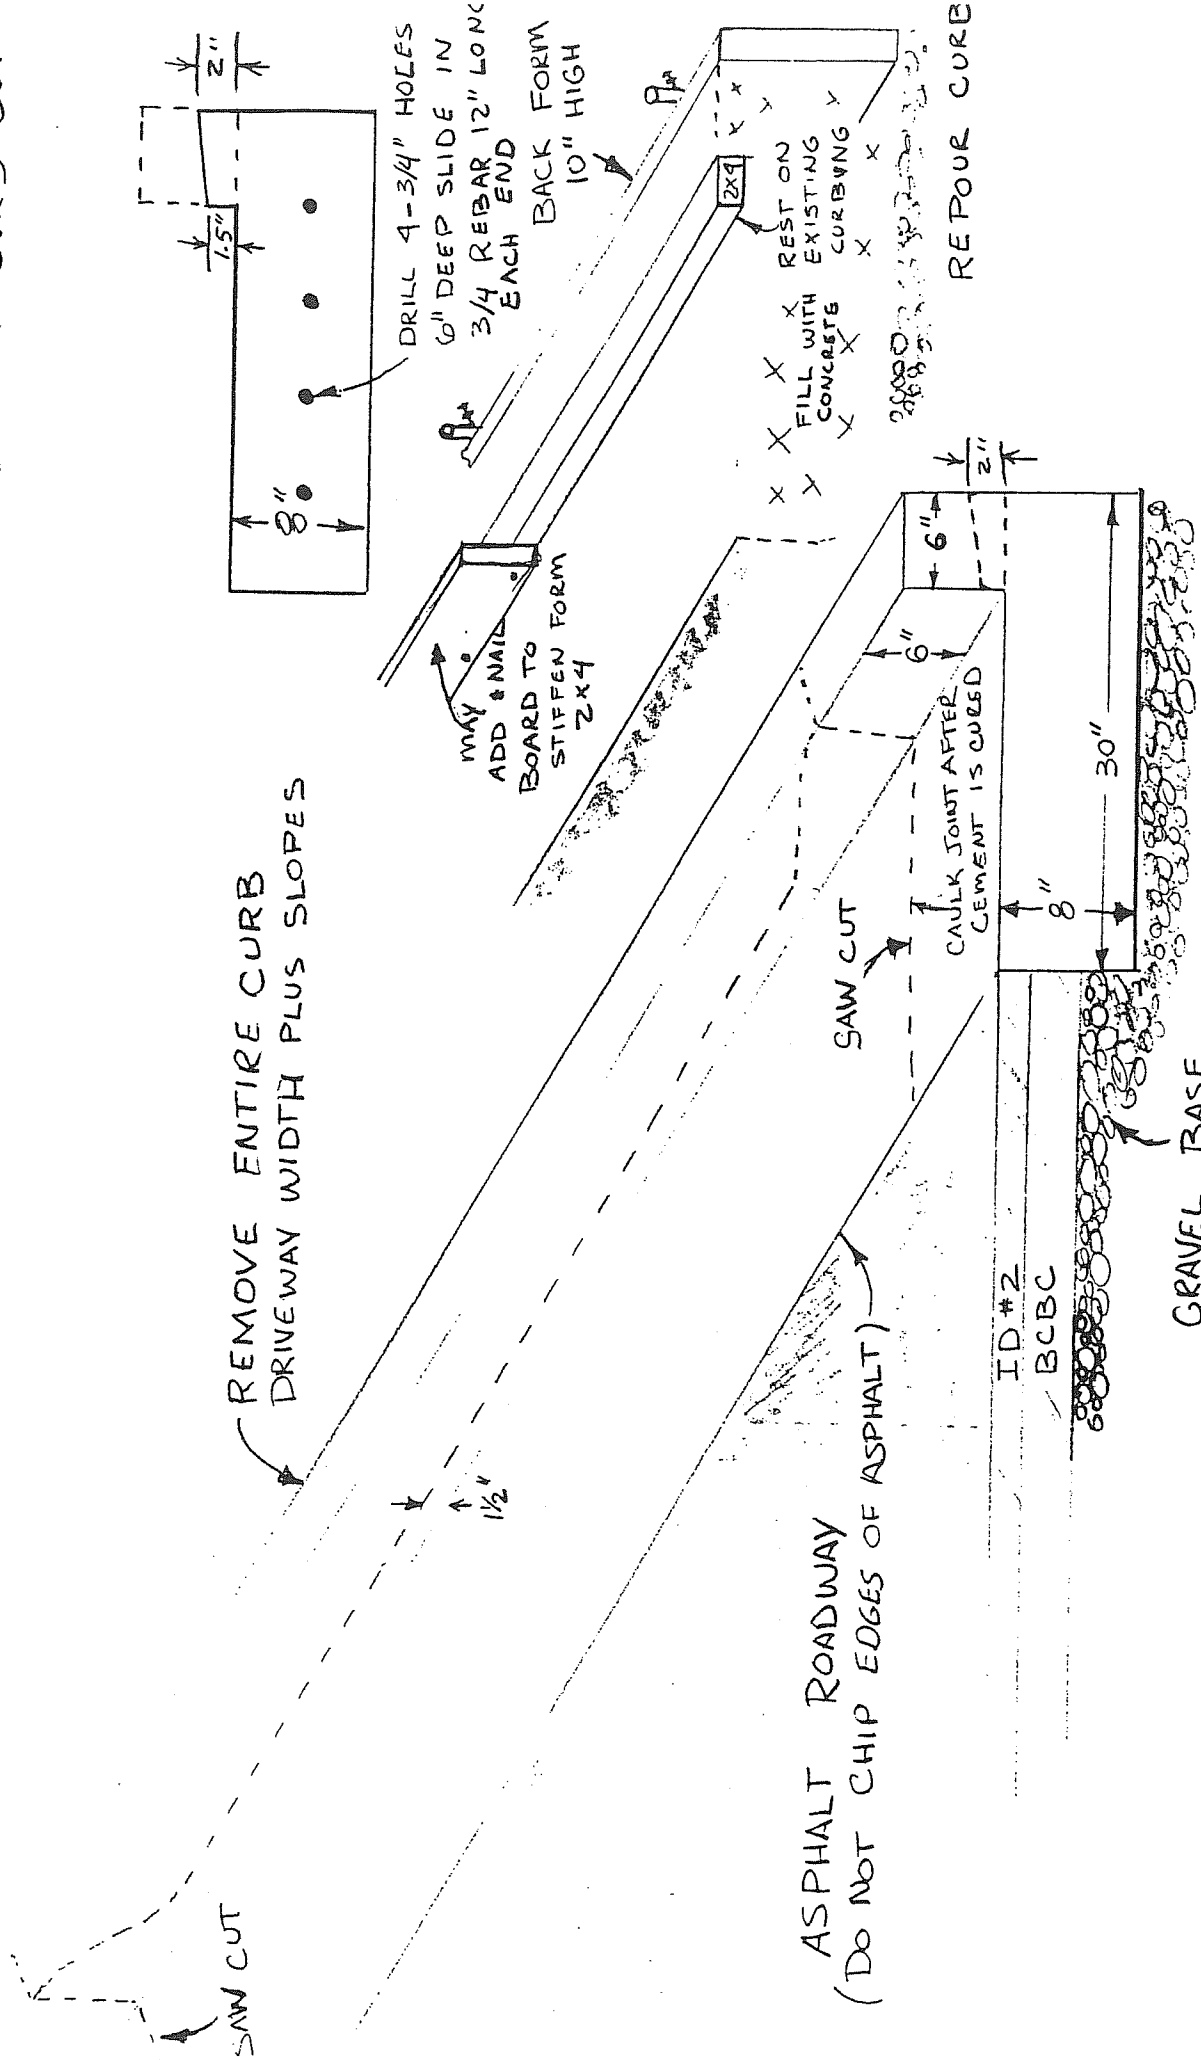 2"
1.5"
8"
DRILL 4-3/4" HOLES
6" DEEP SLIDE IN
3/4 REBAR 12" LONG
EACH END
BACK FORM
10" HIGH
MAY
ADD & NAIL
BOARD TO
STIFFEN FORM
2x4
2x4
REST ON
EXISTING
CURBING
FILL WITH
CONCRETE
REPOUR CURB
REMOVE ENTIRE CURB
DRIVEWAY WIDTH PLUS SLOPES
1½"
SAW CUT
SAW CUT
6"
6"
2"
CAULK JOINT AFTER
CEMENT IS CURED
8"
30"
ASPHALT ROADWAY
(DO NOT CHIP EDGES OF ASPHALT)
ID #2
BCBC
GRAVEL BASE